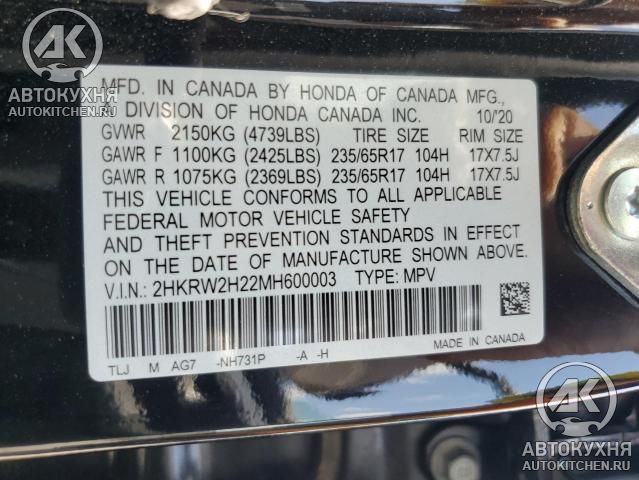 AK
АВТОКУХНЯ
AUTOKITCHEN.RU
MFD. IN CANADA BY HONDA OF CANADA MFG.,
A DIVISION OF HONDA CANADA INC. 10/'20
GVWR 2150KG (4739LBS) TIRE SIZE RIM SIZE
GAWR F 1100KG (2425LBS) 235/65R17 104H 17X7.5J
GAWR R 1075KG (2369LBS) 235/65R17 104H 17X7.5J
THIS VEHICLE CONFORMS TO ALL APPLICABLE
FEDERAL MOTOR VEHICLE SAFETY
AND THEFT PREVENTION STANDARDS IN EFFECT
ON THE DATE OF MANUFACTURE SHOWN ABOVE.
V.I.N.: 2HKRW2H22MH600003 TYPE: MPV
MADE IN CANADA
TLJ M AG7 -NH731P -A -H
AK
АВТОКУХНЯ
AUTOKITCHEN.RU